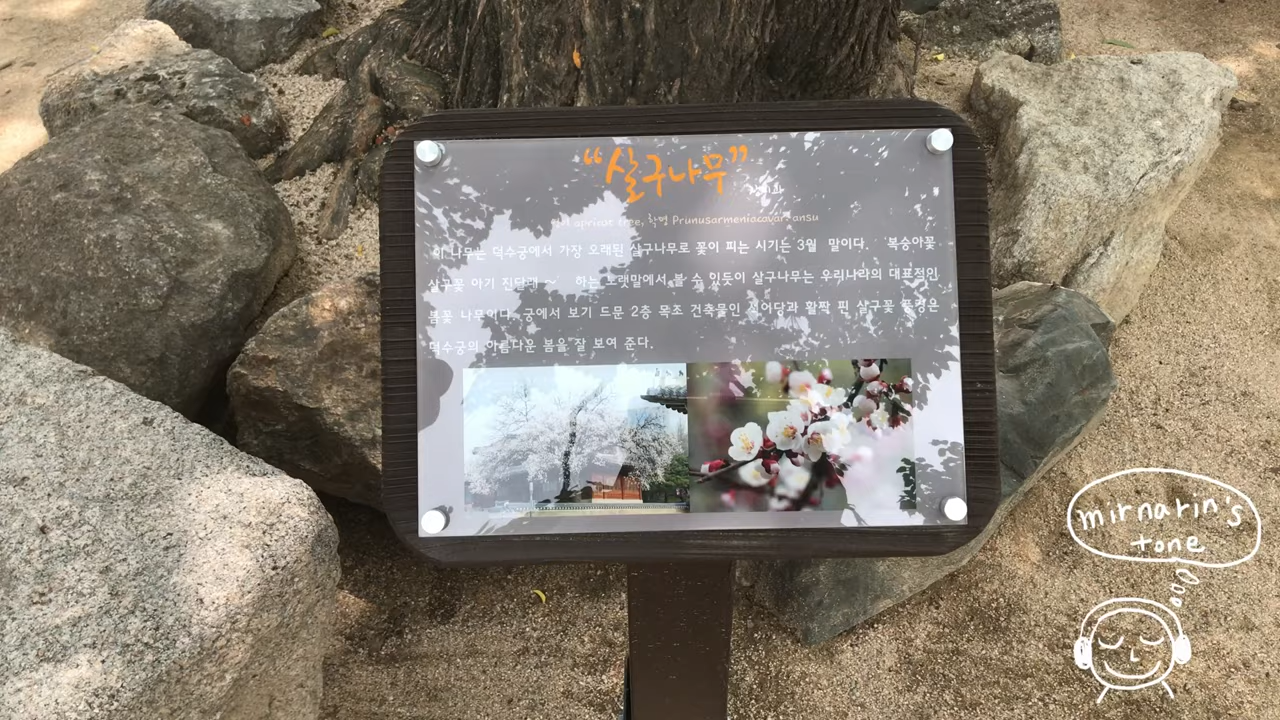 “살구나무”
apricot tree, 학명 Prunusarmeniacavar. ansu
이 나무는 덕수궁에서 가장 오래된 살구나무로 꽃이 피는 시기는 3월 말이다. '복숭아꽃
살구꽃 아기 진달래 ~' 하는 노랫말에서 볼 수 있듯이 살구나무는 우리나라의 대표적인
봄꽃 나무이다. 궁에서 보기 드문 2층 목조 건축물인 석어당과 활짝 핀 살구꽃 풍경은
덕수궁의 아름다운 봄을 잘 보여 준다.
mirnarin's
tone